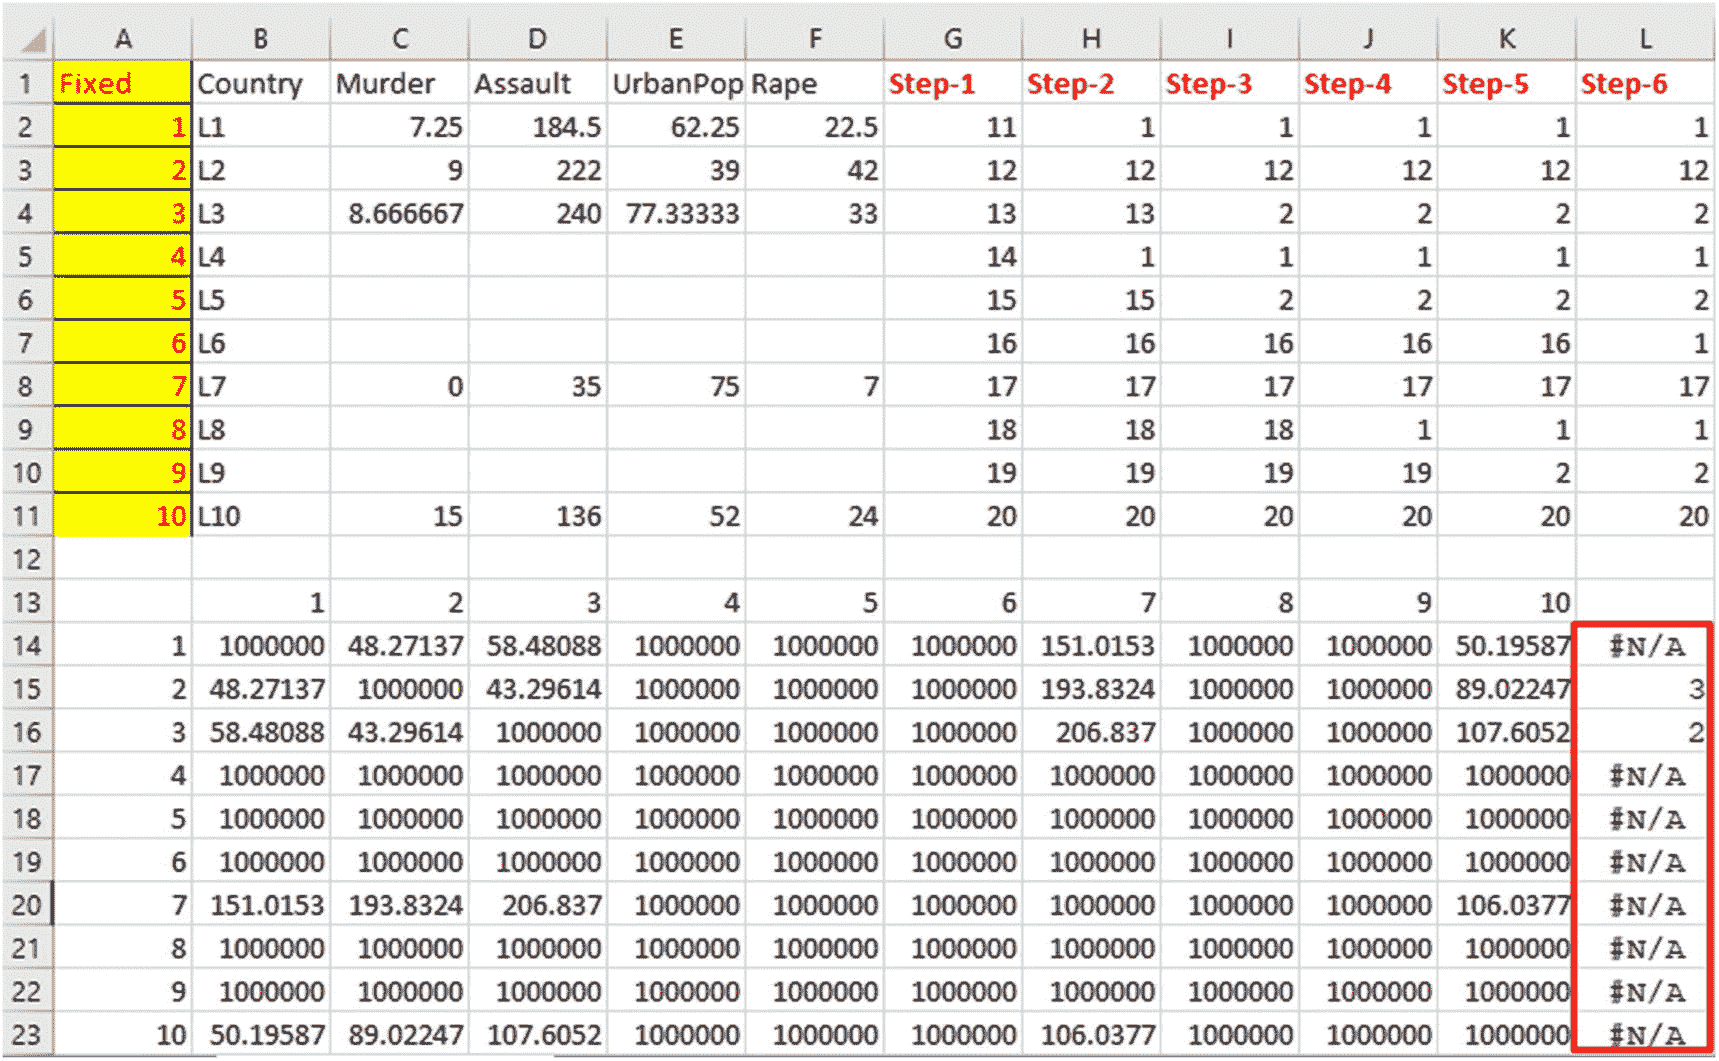 A B C D E F G H I J K L
1 Fixed Country Murder Assault UrbanPop Rape Step-1 Step-2 Step-3 Step-4 Step-5 Step-6
2 1 L1 7.25 184.5 62.25 22.5 11 1 1 1 1 1
3 2 L2 9 222 39 42 12 12 12 12 12 12
4 3 L3 8.666667 240 77.33333 33 13 13 2 2 2 2
5 4 L4 14 1 1 1 1 1
6 5 L5 15 15 2 2 2 2
7 6 L6 16 16 16 16 16 1
8 7 L7 0 35 75 7 17 17 17 17 17 17
9 8 L8 18 18 18 1 1 1
10 9 L9 19 19 19 19 2 2
11 10 L10 15 136 52 24 20 20 20 20 20 20
12
13 1 2 3 4 5 6 7 8 9 10
14 1 1000000 48.27137 58.48088 1000000 1000000 1000000 151.0153 1000000 1000000 50.19587 #N/A
15 2 48.27137 1000000 43.29614 1000000 1000000 1000000 193.8324 1000000 1000000 89.02247 3
16 3 58.48088 43.29614 1000000 1000000 1000000 1000000 206.837 1000000 1000000 107.6052 2
17 4 1000000 1000000 1000000 1000000 1000000 1000000 1000000 1000000 1000000 1000000 #N/A
18 5 1000000 1000000 1000000 1000000 1000000 1000000 1000000 1000000 1000000 1000000 #N/A
19 6 1000000 1000000 1000000 1000000 1000000 1000000 1000000 1000000 1000000 1000000 #N/A
20 7 151.0153 193.8324 206.837 1000000 1000000 1000000 1000000 1000000 1000000 106.0377 #N/A
21 8 1000000 1000000 1000000 1000000 1000000 1000000 1000000 1000000 1000000 1000000 #N/A
22 9 1000000 1000000 1000000 1000000 1000000 1000000 1000000 1000000 1000000 1000000 #N/A
23 10 50.19587 89.02247 107.6052 1000000 1000000 1000000 106.0377 1000000 1000000 1000000 #N/A